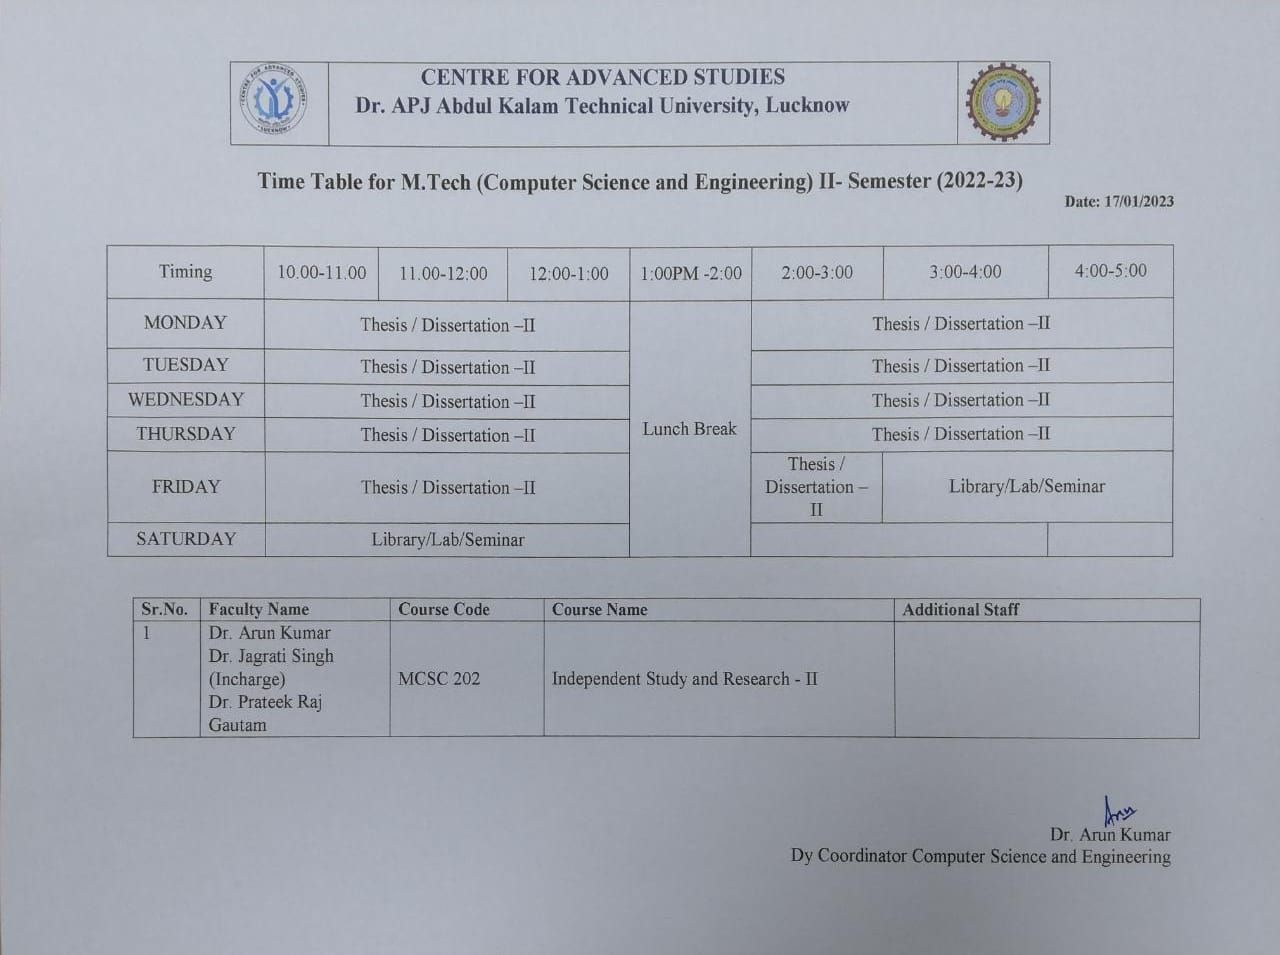 CENTRE FOR ADVANCED STUDIES
Dr. APJ Abdul Kalam Technical University, Lucknow
Time Table for M.Tech (Computer Science and Engineering) II- Semester (2022-23)
Date: 17/01/2023
Timing 10.00-11.00 11.00-12:00 12:00-1:00 1:00PM -2:00 2:00-3:00 3:00-4:00 4:00-5:00
MONDAY Thesis / Dissertation –II Thesis / Dissertation –II
TUESDAY Thesis / Dissertation –II Thesis / Dissertation –II
WEDNESDAY Thesis / Dissertation –II Thesis / Dissertation –II
THURSDAY Thesis / Dissertation –II Lunch Break Thesis / Dissertation –II
FRIDAY Thesis / Dissertation –II Thesis /
Dissertation –
II
Library/Lab/Seminar
SATURDAY Library/Lab/Seminar
Sr.No. Faculty Name Course Code Course Name Additional Staff
1 Dr. Arun Kumar
Dr. Jagrati Singh
(Incharge)
Dr. Prateek Raj
Gautam
MCSC 202 Independent Study and Research - II
Arun
Dr. Arun Kumar
Dy Coordinator Computer Science and Engineering